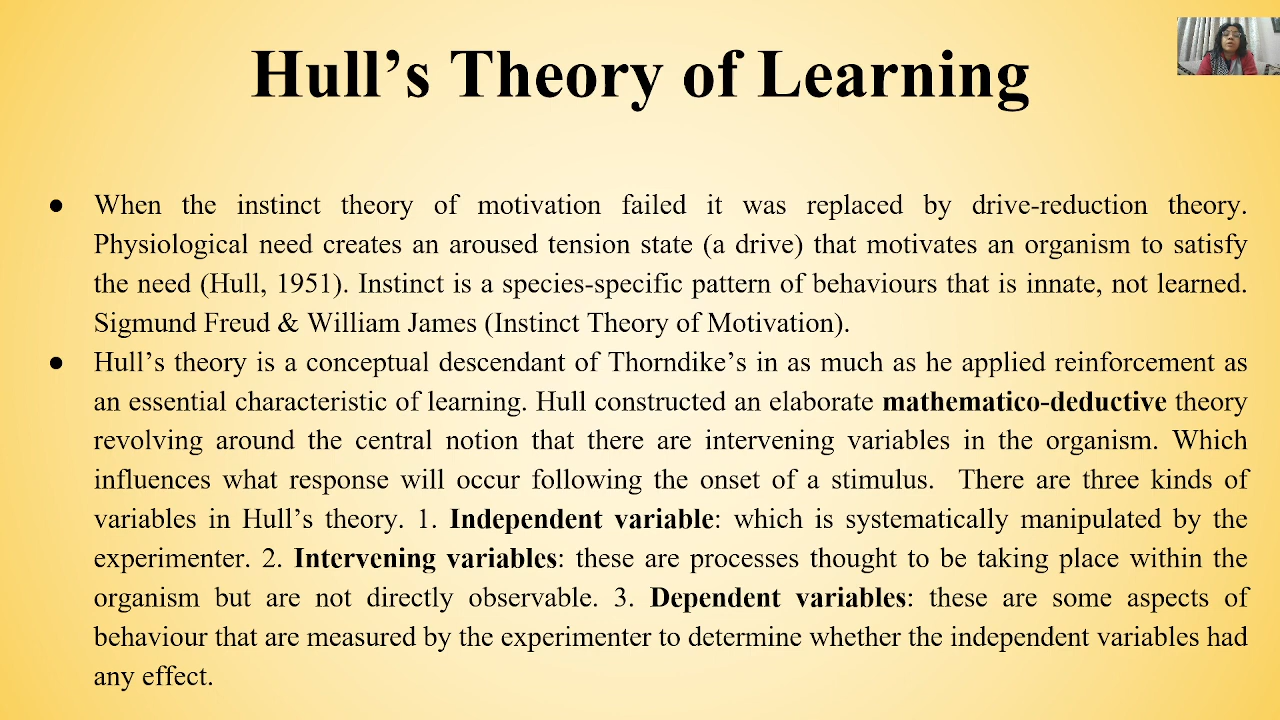 Hull’s Theory of Learning
● When the instinct theory of motivation failed it was replaced by drive-reduction theory.
Physiological need creates an aroused tension state (a drive) that motivates an organism to satisfy
the need (Hull, 1951). Instinct is a species-specific pattern of behaviours that is innate, not learned.
Sigmund Freud & William James (Instinct Theory of Motivation).
● Hull’s theory is a conceptual descendant of Thorndike’s in as much as he applied reinforcement as
an essential characteristic of learning. Hull constructed an elaborate mathematico-deductive theory
revolving around the central notion that there are intervening variables in the organism. Which
influences what response will occur following the onset of a stimulus. There are three kinds of
variables in Hull’s theory. 1. Independent variable: which is systematically manipulated by the
experimenter. 2. Intervening variables: these are processes thought to be taking place within the
organism but are not directly observable. 3. Dependent variables: these are some aspects of
behaviour that are measured by the experimenter to determine whether the independent variables had
any effect.